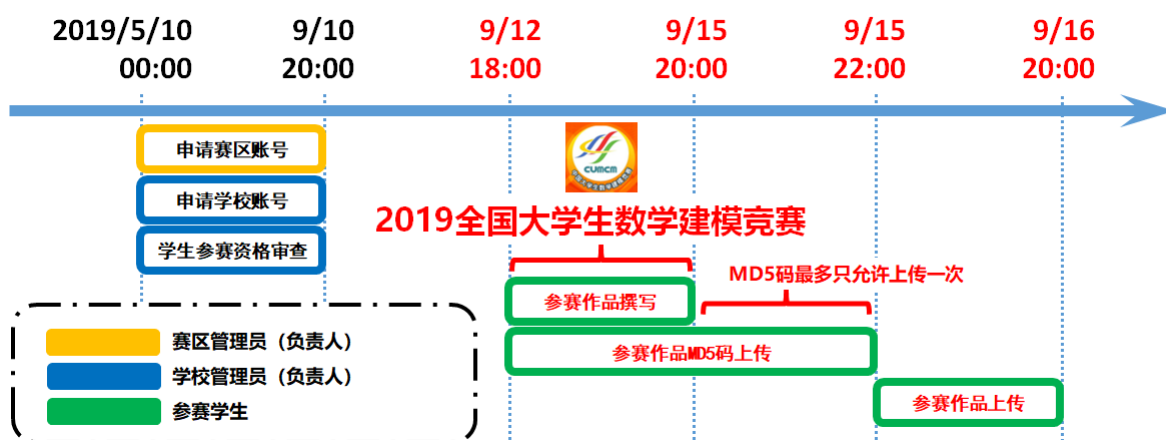 2019/5/10 9/10 9/12 9/15 9/15 9/16
00:00 20:00 18:00 20:00 22:00 20:00
申请赛区账号
CUMCM
申请学校账号
2019全国大学生数学建模竞赛
学生参赛资格审查
MD5码最多只允许上传一次
参赛作品撰写
赛区管理员（负责人）
参赛作品MD5码上传
学校管理员（负责人）
参赛学生
参赛作品上传